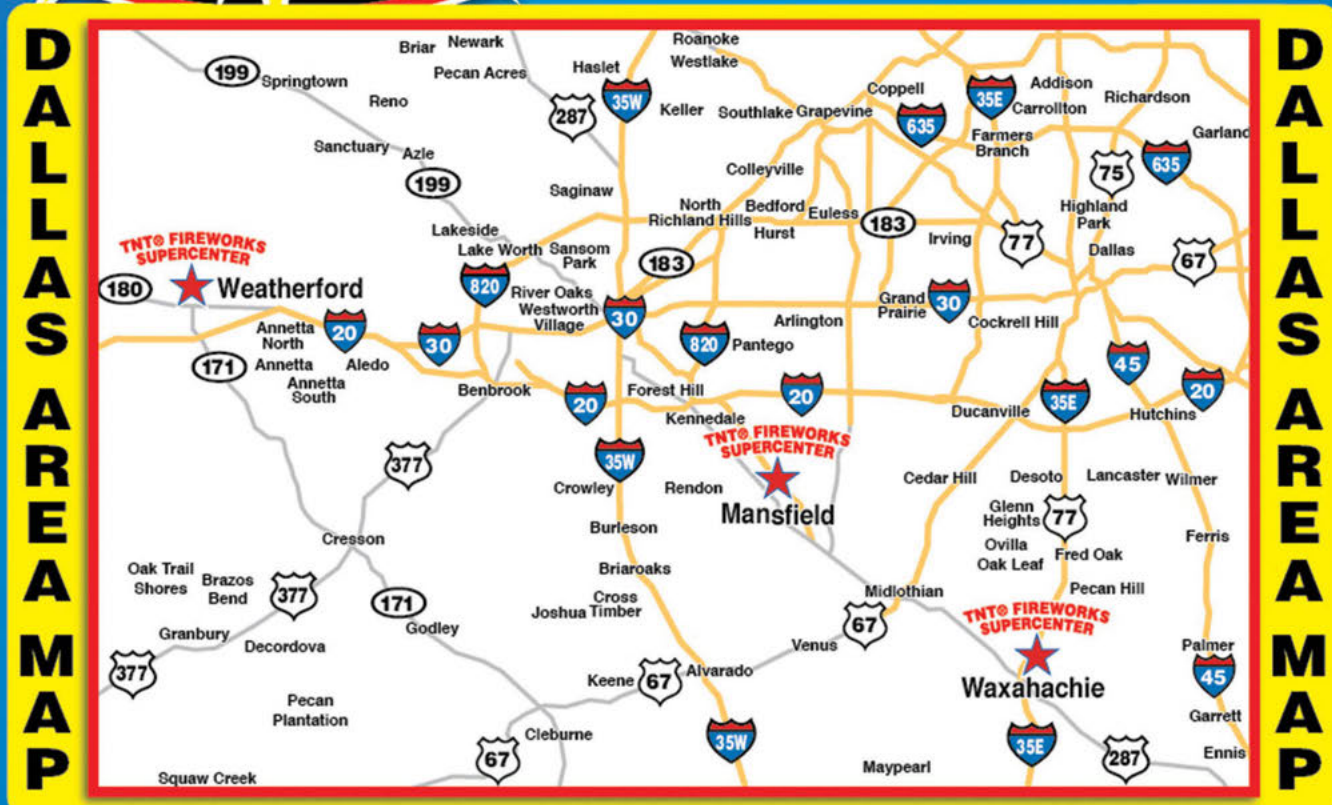 DALLAS AREA MAP
Briar
Newark
Roanoke
Westlake
199
Springtown
Pecan Acres
Haslet
35W
Reno
287
Keller
Southlake
Grapevine
Coppell
635
35E
Addison
Carrollton
Richardson
Farmers
Branch
Garland
635
75
Sanctuary
Azle
199
Colleyville
Saginaw
North
Richland Hills
Bedford
Hurst
Euless
183
Irving
77
Highland
Park
Dallas
67
Lakeside
Lake Worth
Sansom
Park
183
TNT® FIREWORKS
SUPERCENTER
180
Weatherford
820
River Oaks
Westworth
Village
30
Grand
Prairie
30
Cockrell Hill
Arlington
Annetta
North
20
30
820
Pantego
45
171
Annetta
Aledo
Annetta
South
Benbrook
20
Forest Hill
20
35E
20
Ducanville
Hutchins
Kennedale
TNT® FIREWORKS
SUPERCENTER
Mansfield
377
35W
Crowley
Rendon
Cedar Hill
Desoto
Lancaster
Wilmer
Glenn
Heights
77
Burleson
Cresson
Ovilla
Oak Leaf
Fred Oak
Ferris
Oak Trail
Shores
Brazos
Bend
377
171
Briaroaks
Cross
Timber
Joshua
Midlothian
Pecan Hill
TNT® FIREWORKS
SUPERCENTER
Granbury
Decordova
Godley
67
Venus
Palmer
377
Keene
67
Alvarado
Waxahachie
45
Pecan
Plantation
Garrett
Cleburne
35W
35E
287
Ennis
67
Maypearl
Squaw Creek
DALLAS AREA MAP